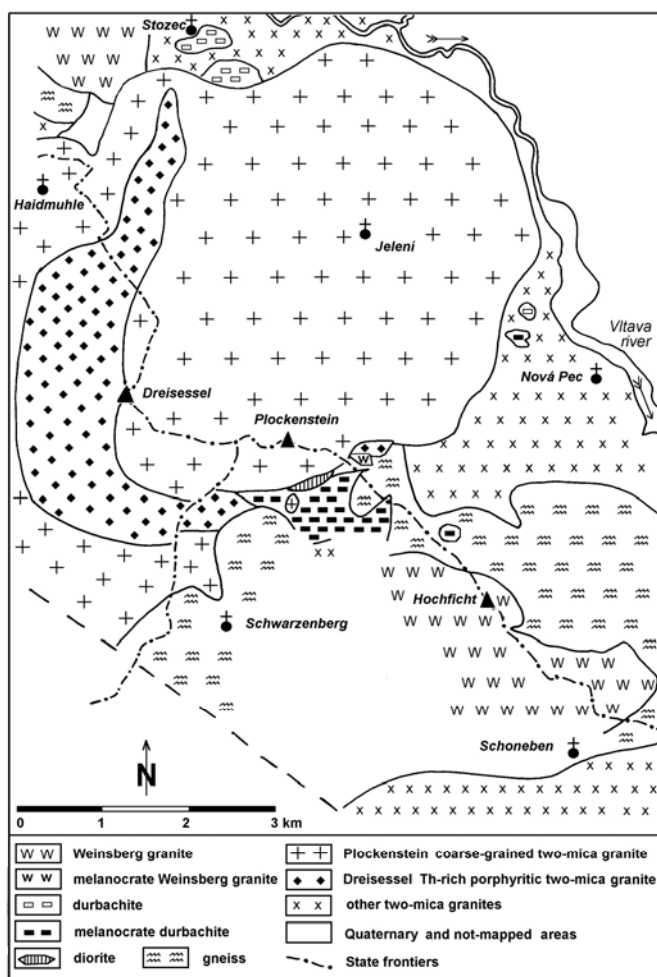 Stozec
Haidmuhle
Jeleni
Vltava
river
Nová Pec
Dreisessel
Plockenstein
W
Hochficht
Schwarzenberg
Schoneben
N
0 1 2 3 km
W W Weinsberg granite
W W melanocrate Weinsberg granite
durbachite
melanocrate durbachite
diorite
gneiss
+ + Plockenstein coarse-grained two-mica granite
Dreisessel Th-rich porphyritic two-mica granite
x x other two-mica granites
Quaternary and not-mapped areas
State frontiers